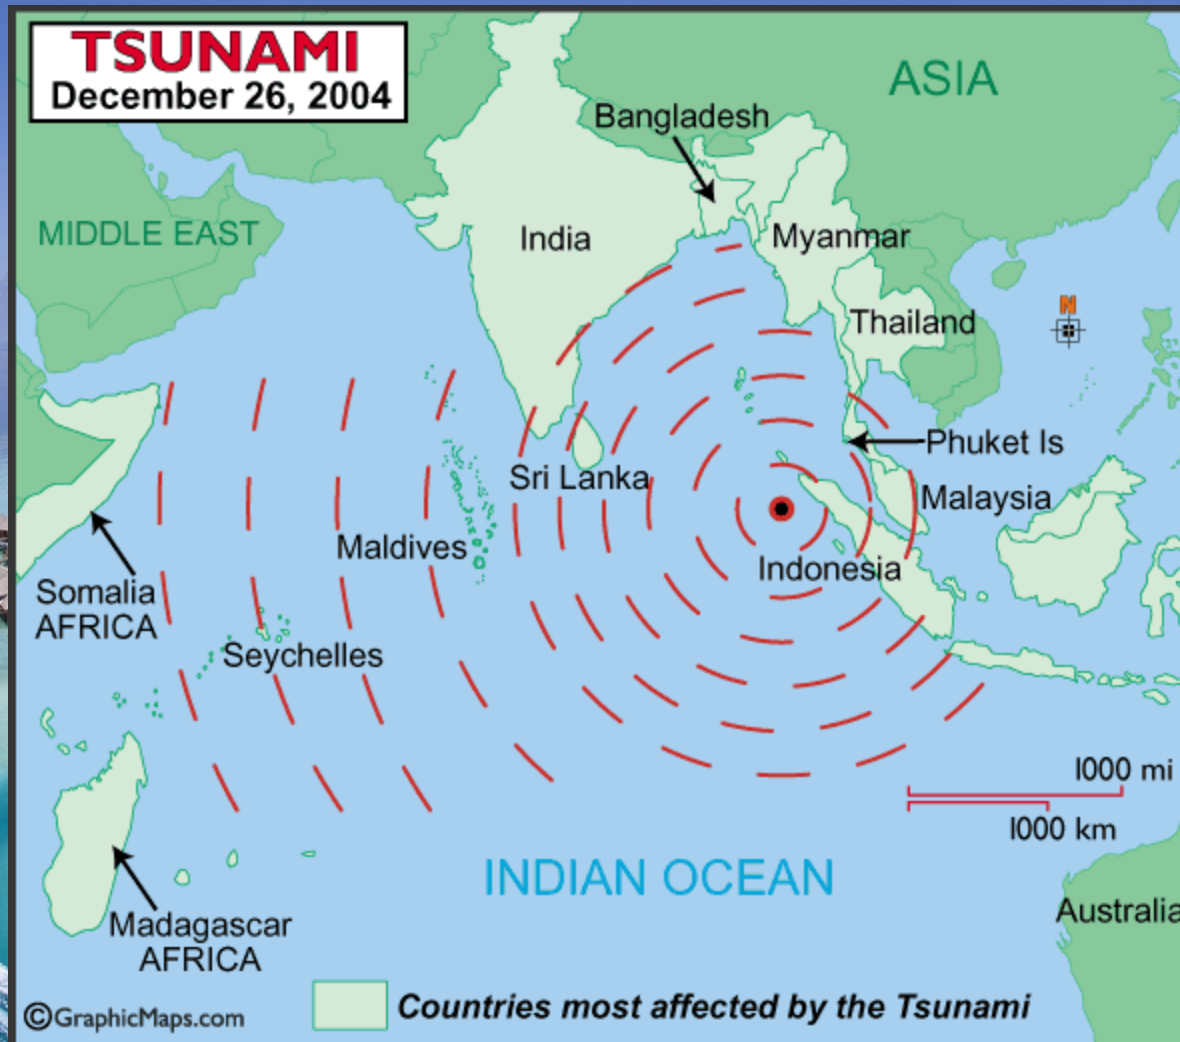 TSUNAMI
December 26, 2004
ASIA
Bangladesh
MIDDLE EAST
India
Myanmar
N
Thailand
Phuket Is
Sri Lanka
Malaysia
Maldives
Indonesia
Somalia
AFRICA
Seychelles
1000 mi
1000 km
INDIAN OCEAN
Australia
Madagascar
AFRICA
Countries most affected by the Tsunami
©GraphicMaps.com